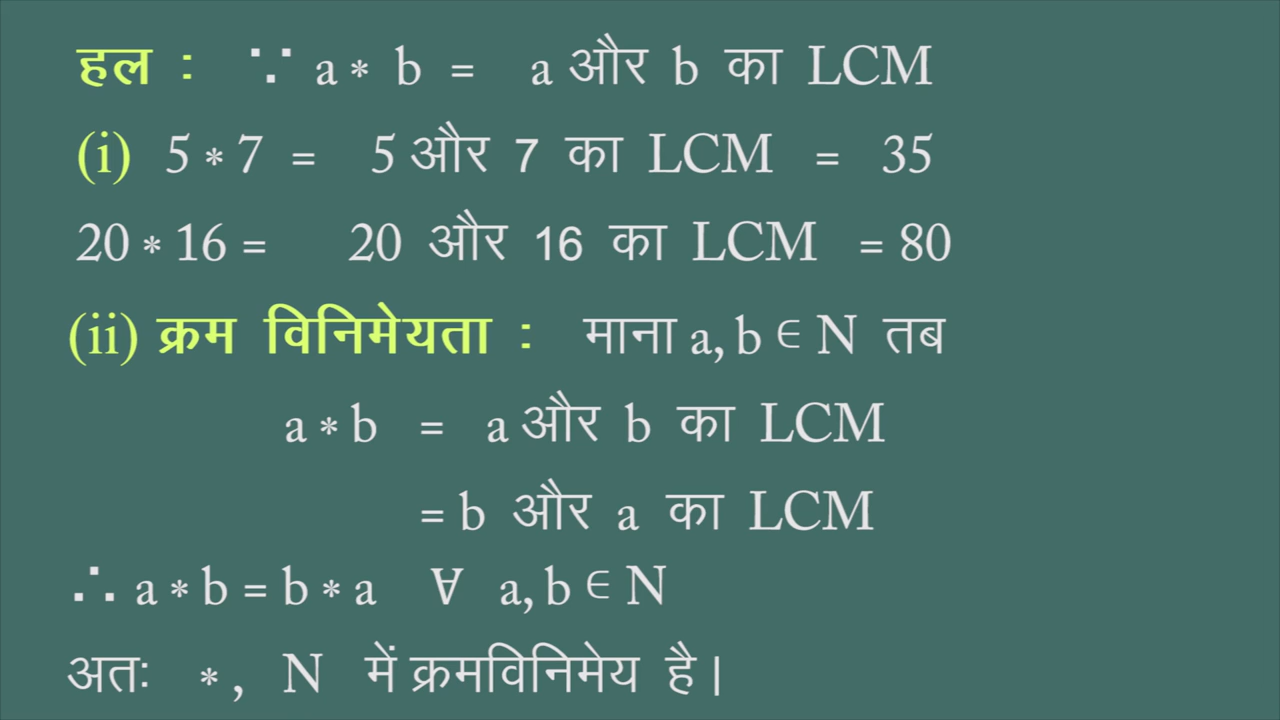 हल : ∵ a * b = a और b का LCM
(i) 5 * 7 = 5 और 7 का LCM = 35
20 * 16 = 20 और 16 का LCM = 80
(ii) क्रम विनिमेयता : माना a, b ∈ N तब
a * b = a और b का LCM
= b और a का LCM
∴ a * b = b * a ∀ a, b ∈ N
अतः *, N में क्रमविनिमेय है |